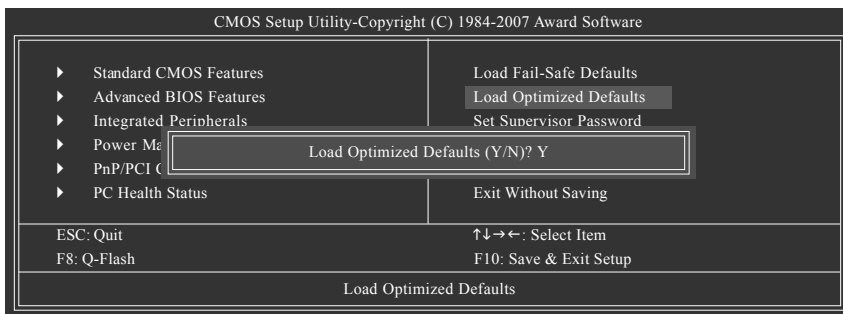 CMOS Setup Utility-Copyright (C) 1984-2007 Award Software
Standard CMOS Features
Advanced BIOS Features
Integrated Peripherals
Power Ma
PnP/PCI
PC Health Status
Load Fail-Safe Defaults
Load Optimized Defaults
Set Supervisor Password
Exit Without Saving
Load Optimized Defaults (Y/N)? Y
ESC: Quit
↑↓→←: Select Item
F8: Q-Flash
F10: Save & Exit Setup
Load Optimized Defaults